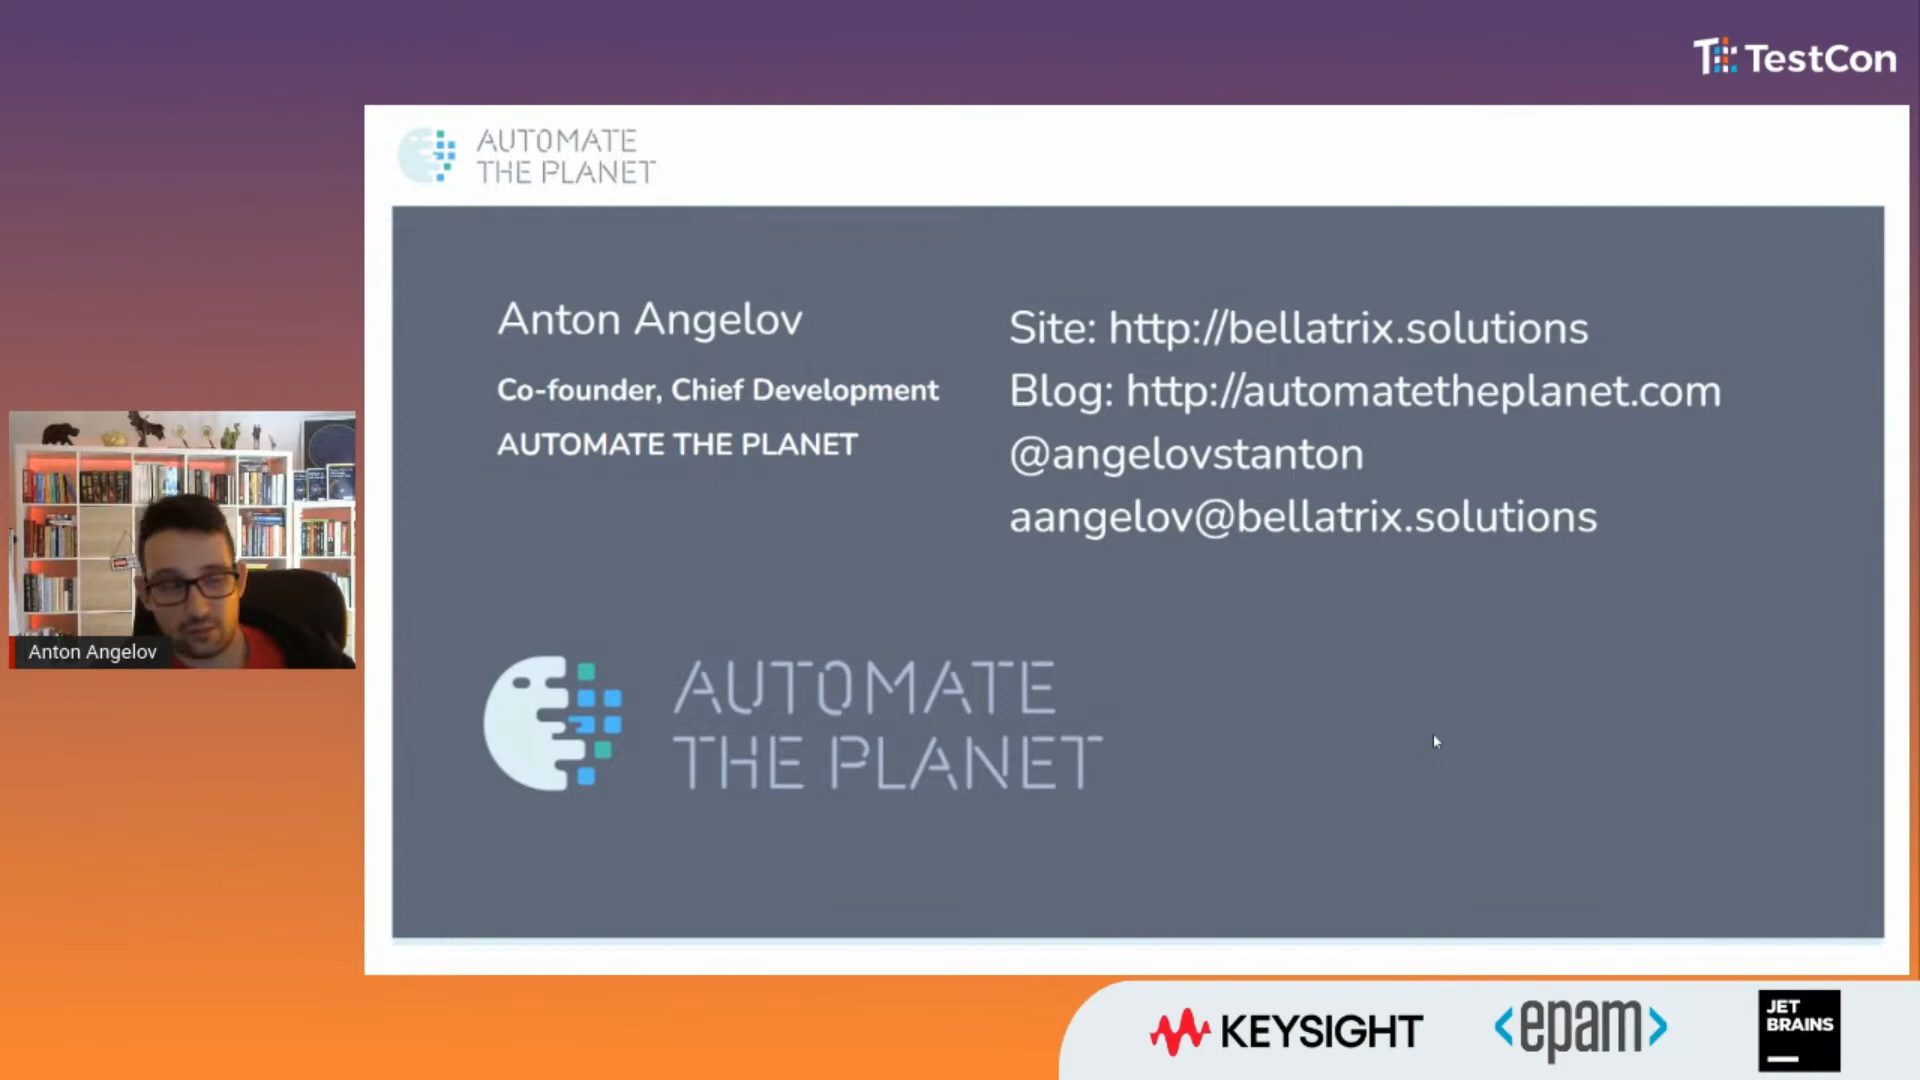 TestCon
AUTOMATE
THE PLANET
Anton Angelov
Co-founder, Chief Development
AUTOMATE THE PLANET
Site: http://bellatrix.solutions
Blog: http://automatetheplanet.com
@angelovstanton
aangelov@bellatrix.solutions
Anton Angelov
AUTOMATE
THE PLANET
KEYSIGHT
<epam>
JET
BRAINS